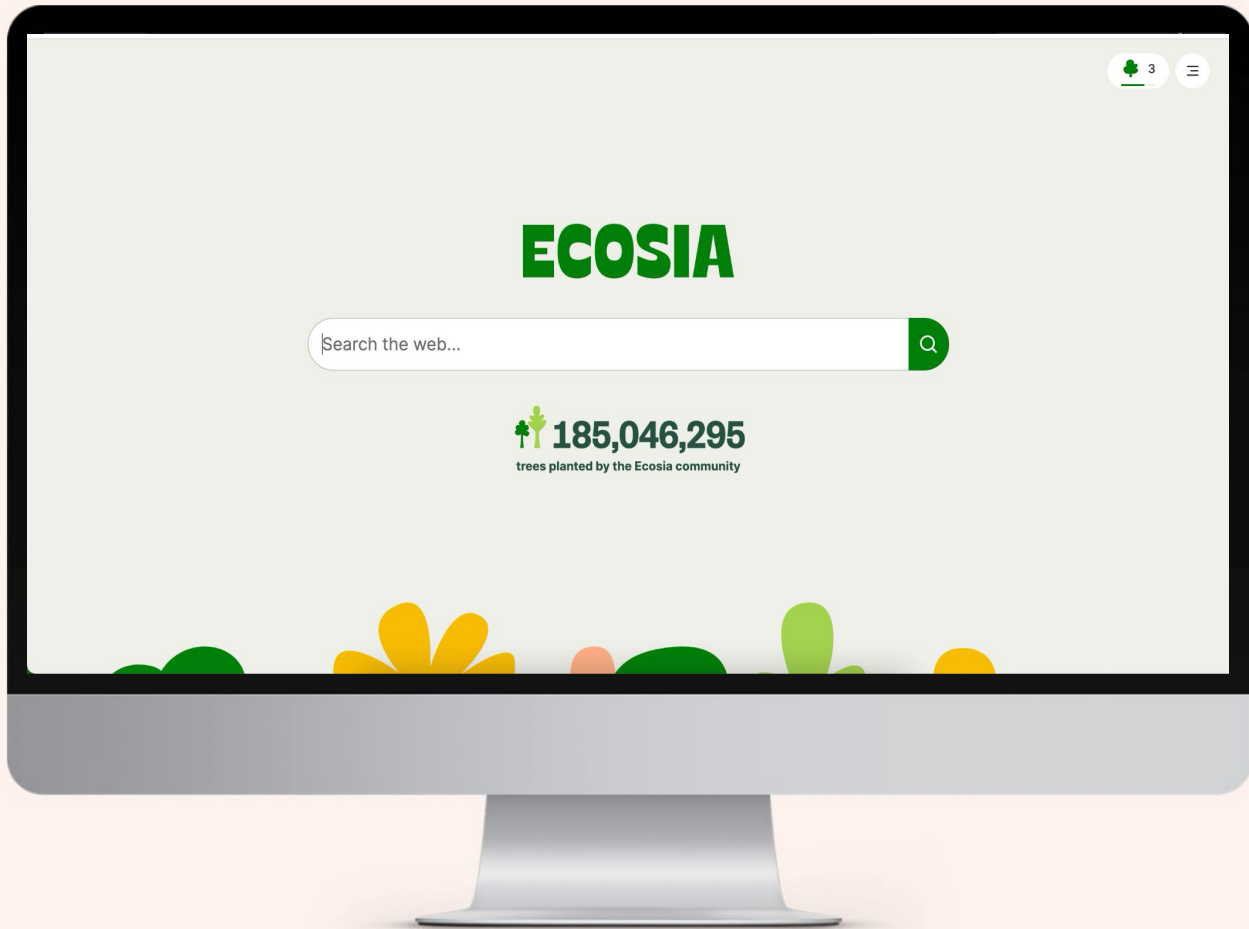 3
ECOSIA
Search the web...
185,046,295
trees planted by the Ecosia community